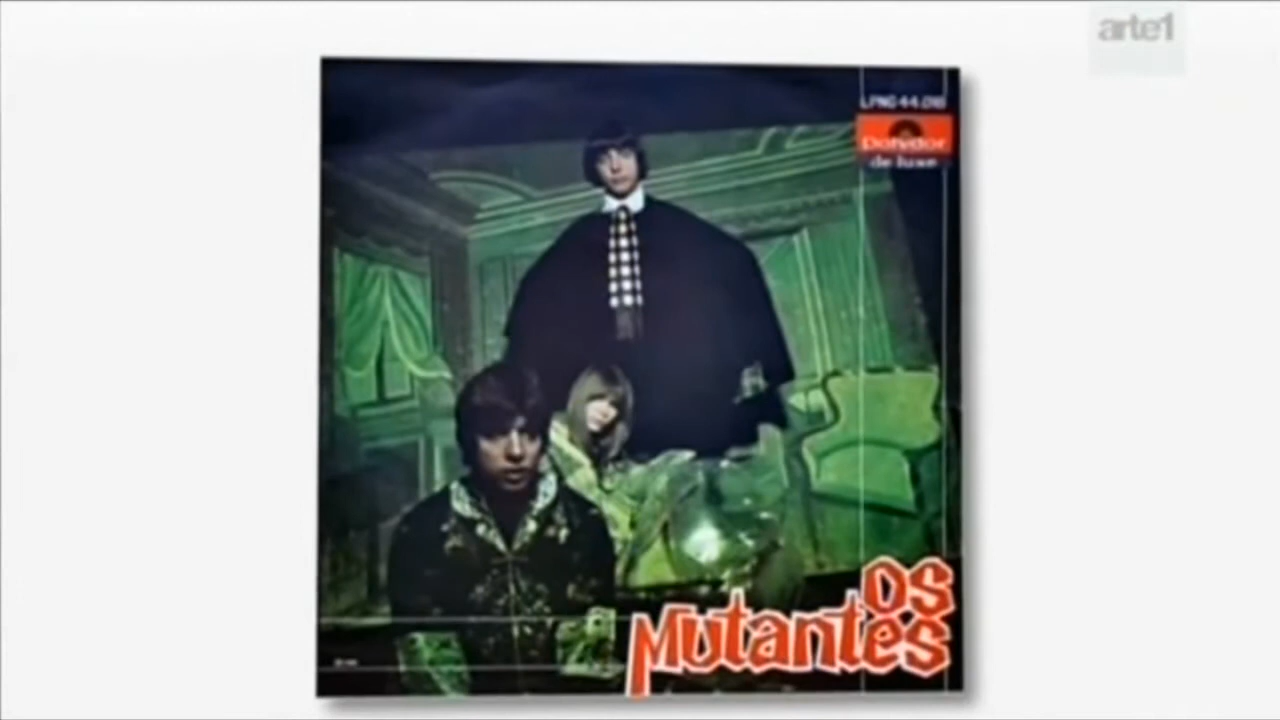 arte1
LPNG 44.018
Polydor
de luxe
OS
MUTANTES